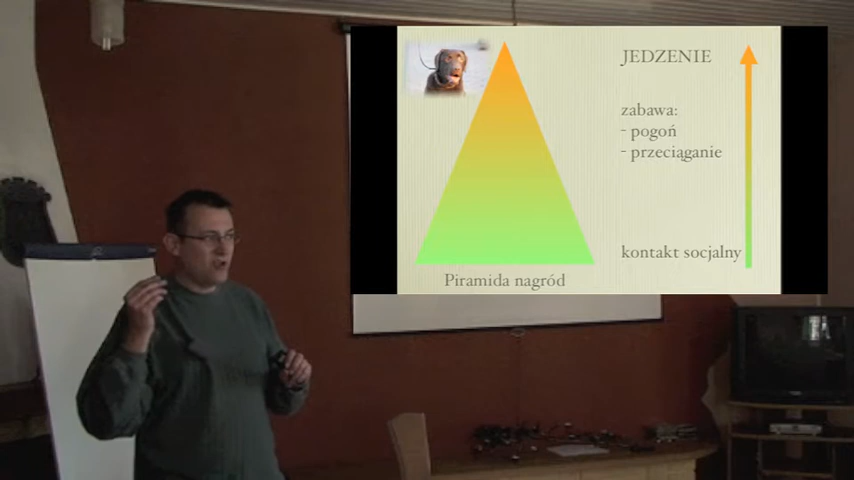 JEDZENIE
zabawa:
- pogoń
- przeciąganie
kontakt socjalny
Piramida nagród